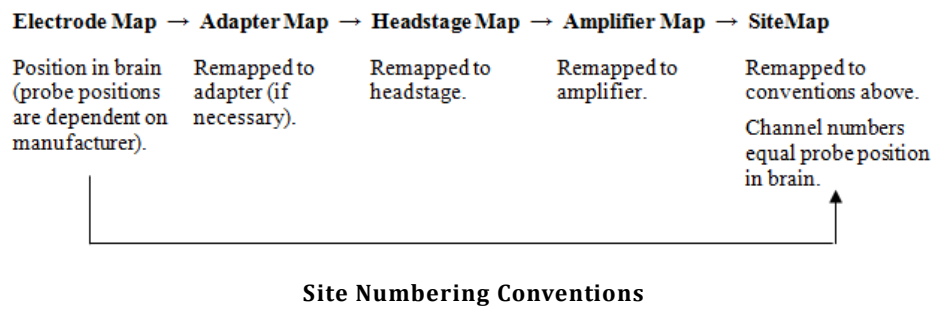 Electrode Map → Adapter Map → Headstage Map → Amplifier Map → SiteMap
Position in brain
(probe positions
are dependent on
manufacturer).
Remapped to
adapter (if
necessary).
Remapped to
headstage.
Remapped to
amplifier.
Remapped to
conventions above.
Channel numbers
equal probe position
in brain.
Site Numbering Conventions